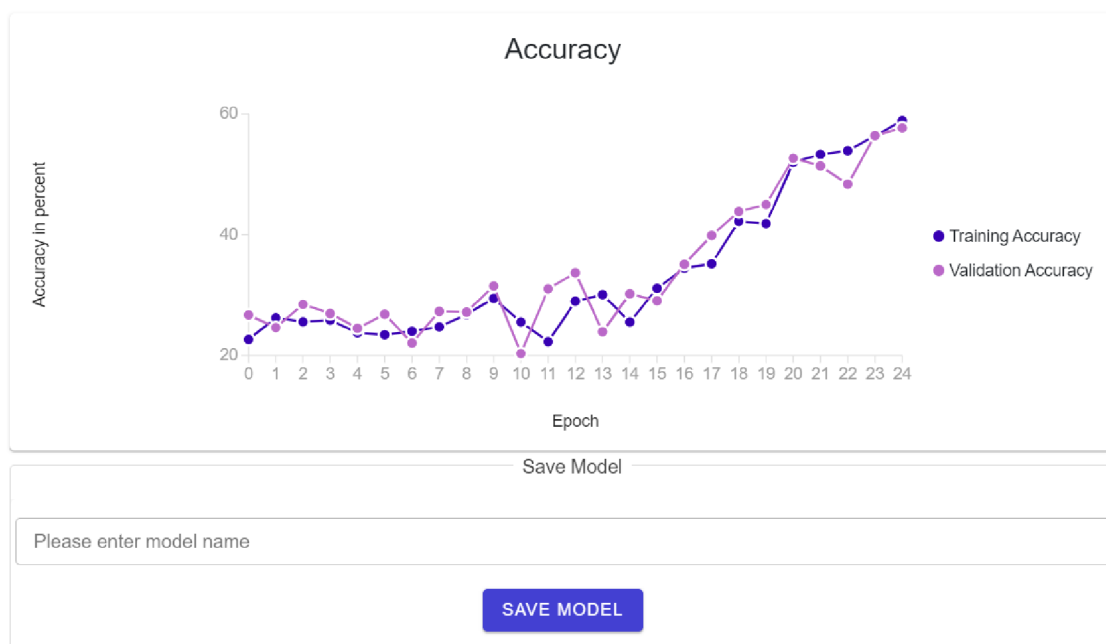 Accuracy
60
40
20
Accuracy in percent
0 1 2 3 4 5 6 7 8 9 10 11 12 13 14 15 16 17 18 19 20 21 22 23 24
Epoch
Training Accuracy
Validation Accuracy
Save Model
Please enter model name
SAVE MODEL